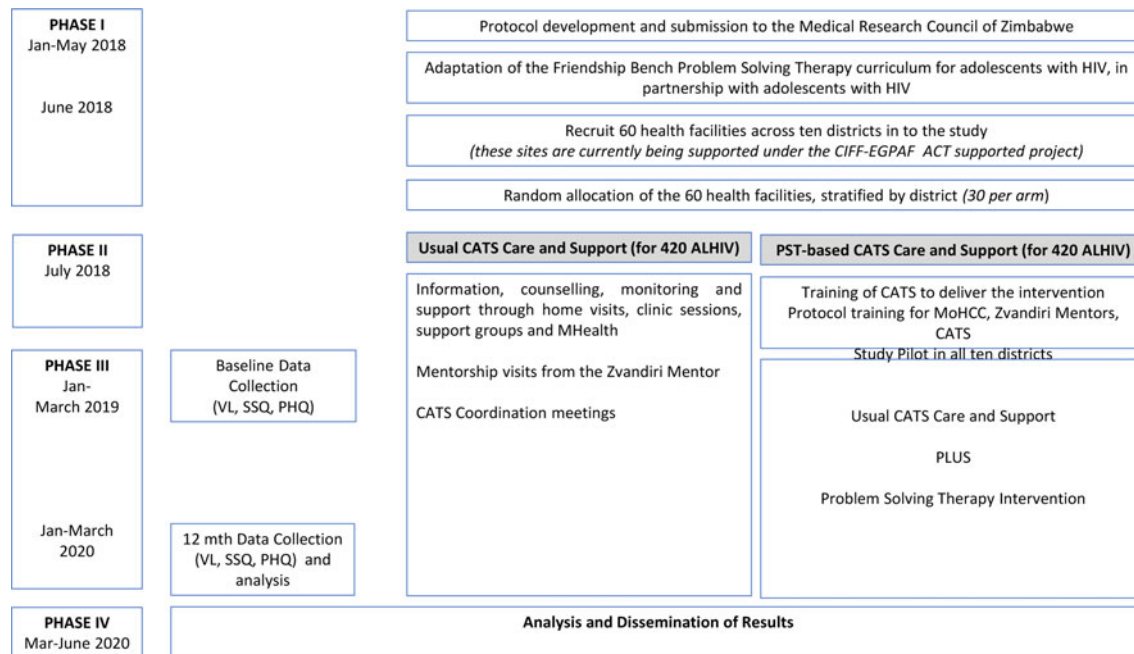 PHASE I
Jan-May 2018
June 2018
Protocol development and submission to the Medical Research Council of Zimbabwe
Adaptation of the Friendship Bench Problem Solving Therapy curriculum for adolescents with HIV, in
partnership with adolescents with HIV
Recruit 60 health facilities across ten districts in to the study
(these sites are currently being supported under the CIFF-EGPAF ACT supported project)
Random allocation of the 60 health facilities, stratified by district (30 per arm)
PHASE II
July 2018
Usual CATS Care and Support (for 420 ALHIV)
Information, counselling, monitoring and
support through home visits, clinic sessions,
support groups and MHealth
Mentorship visits from the Zvandiri Mentor
CATS Coordination meetings
PST-based CATS Care and Support (for 420 ALHIV)
Training of CATS to deliver the intervention
Protocol training for MoHCC, Zvandiri Mentors,
CATS
Study Pilot in all ten districts
Usual CATS Care and Support
PLUS
Problem Solving Therapy Intervention
PHASE III
Jan-
March 2019
Baseline Data
Collection
(VL, SSQ, PHQ)
Jan-March
2020
12 mth Data Collection
(VL, SSQ, PHQ) and
analysis
PHASE IV
Mar-June 2020
Analysis and Dissemination of Results